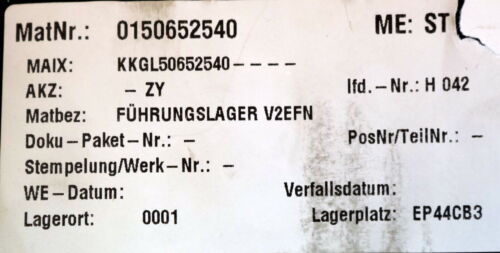 MatNr.: 0150652540 ME: ST
MAIX: KKGL50652540----
AKZ: - ZY lfd.-Nr.: H 042
Matbez: FÜHRUNGSLAGER V2EFN
Doku-Paket-Nr.: - PosNr/TeilNr.: -
Stempelung/Werk-Nr.: -
WE-Datum: Verfallsdatum:
Lagerort: 0001 Lagerplatz: EP44CB3